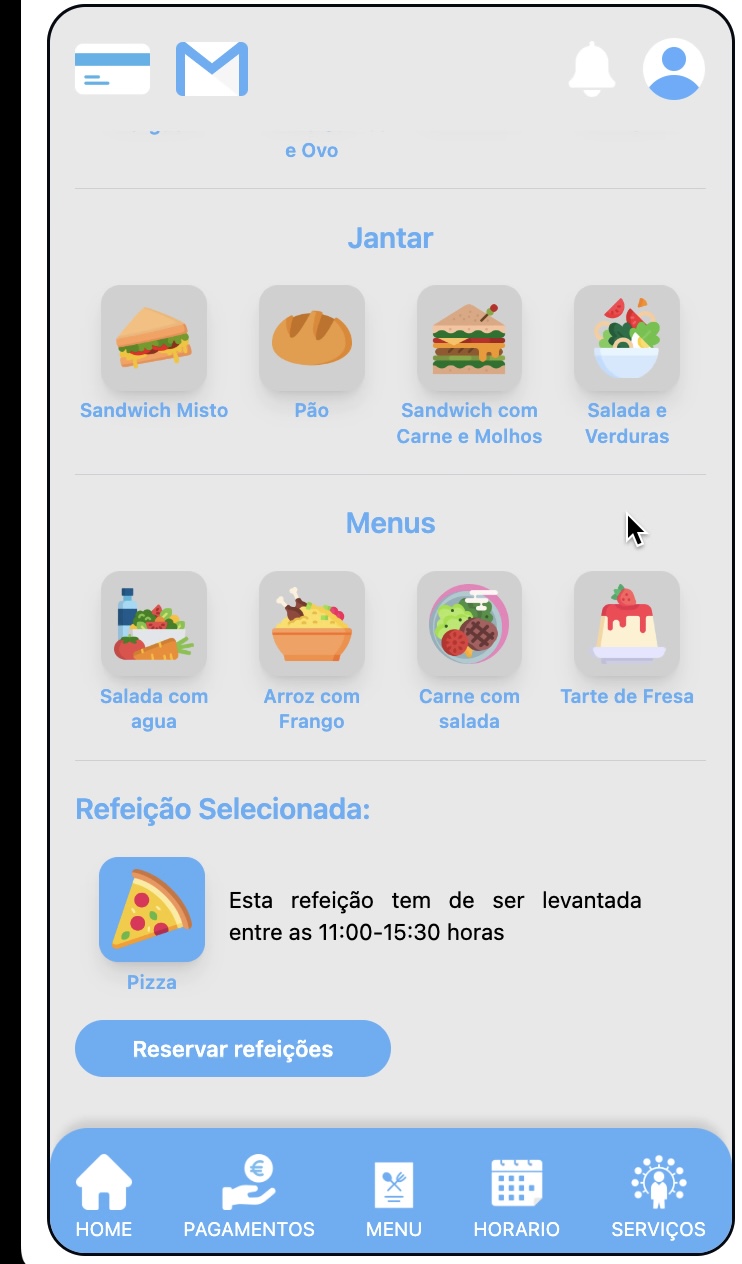 e Ovo
Jantar
Sandwich Misto
Pão
Sandwich com
Carne e Molhos
Salada e
Verduras
Menus
Salada com
agua
Arroz com
Frango
Carne com
salada
Tarte de Fresa
Refeição Selecionada:
Esta refeição tem de ser levantada
entre as 11:00-15:30 horas
Pizza
Reservar refeições
HOME
PAGAMENTOS
MENU
HORARIO
SERVIÇOS